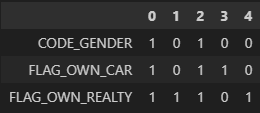 0 1 2 3 4
CODE_GENDER 1 0 1 0 0
FLAG_OWN_CAR 1 0 1 1 0
FLAG_OWN_REALTY 1 1 1 0 1